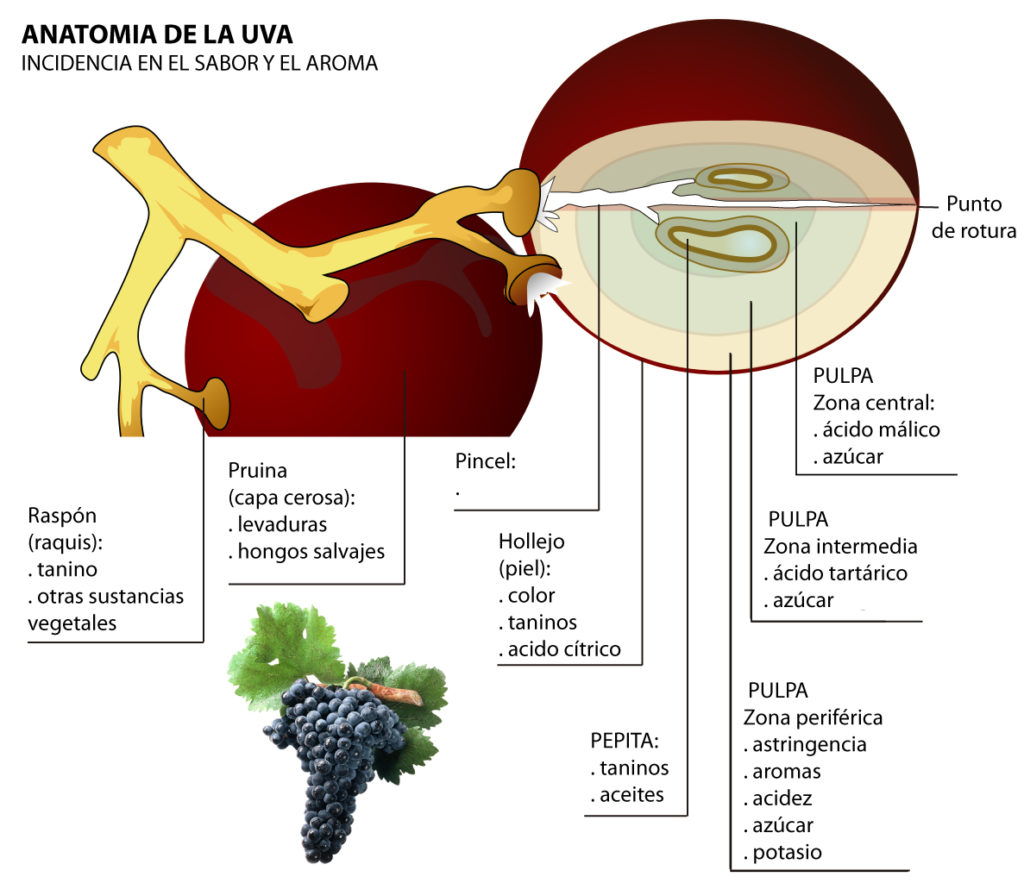 ANATOMIA DE LA UVA
INCIDENCIA EN EL SABOR Y EL AROMA
Punto
de rotura
PULPA
Zona central:
. ácido málico
. azúcar
Pincel:
.
Pruina
(capa cerosa):
. levaduras
. hongos salvajes
Raspón
(raquis):
. tanino
. otras sustancias
vegetales
Hollejo
(piel):
. color
. taninos
. acido cítrico
PULPA
Zona intermedia
. ácido tartárico
. azúcar
PEPITA:
. taninos
. aceites
PULPA
Zona periférica
. astringencia
. aromas
. acidez
. azúcar
. potasio